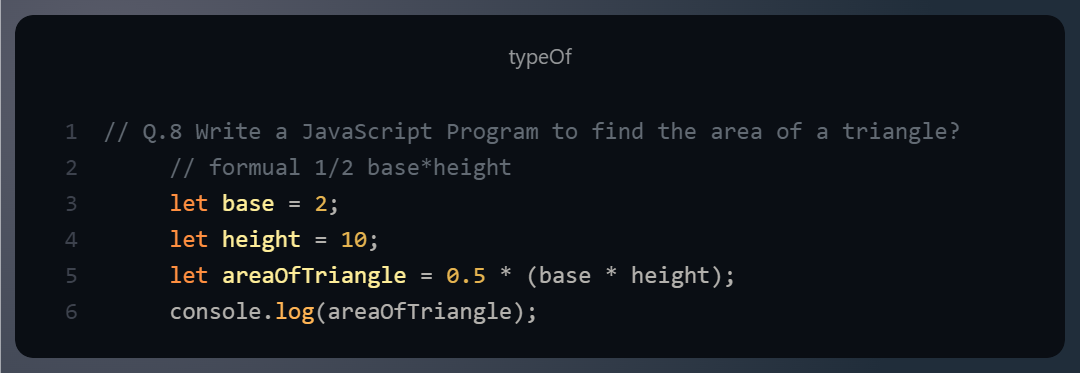 typeOf
1 // Q.8 Write a JavaScript Program to find the area of a triangle?
2 // formual 1/2 base*height
3 let base = 2;
4 let height = 10;
5 let areaOfTriangle = 0.5 * (base * height);
6 console.log(areaOfTriangle);